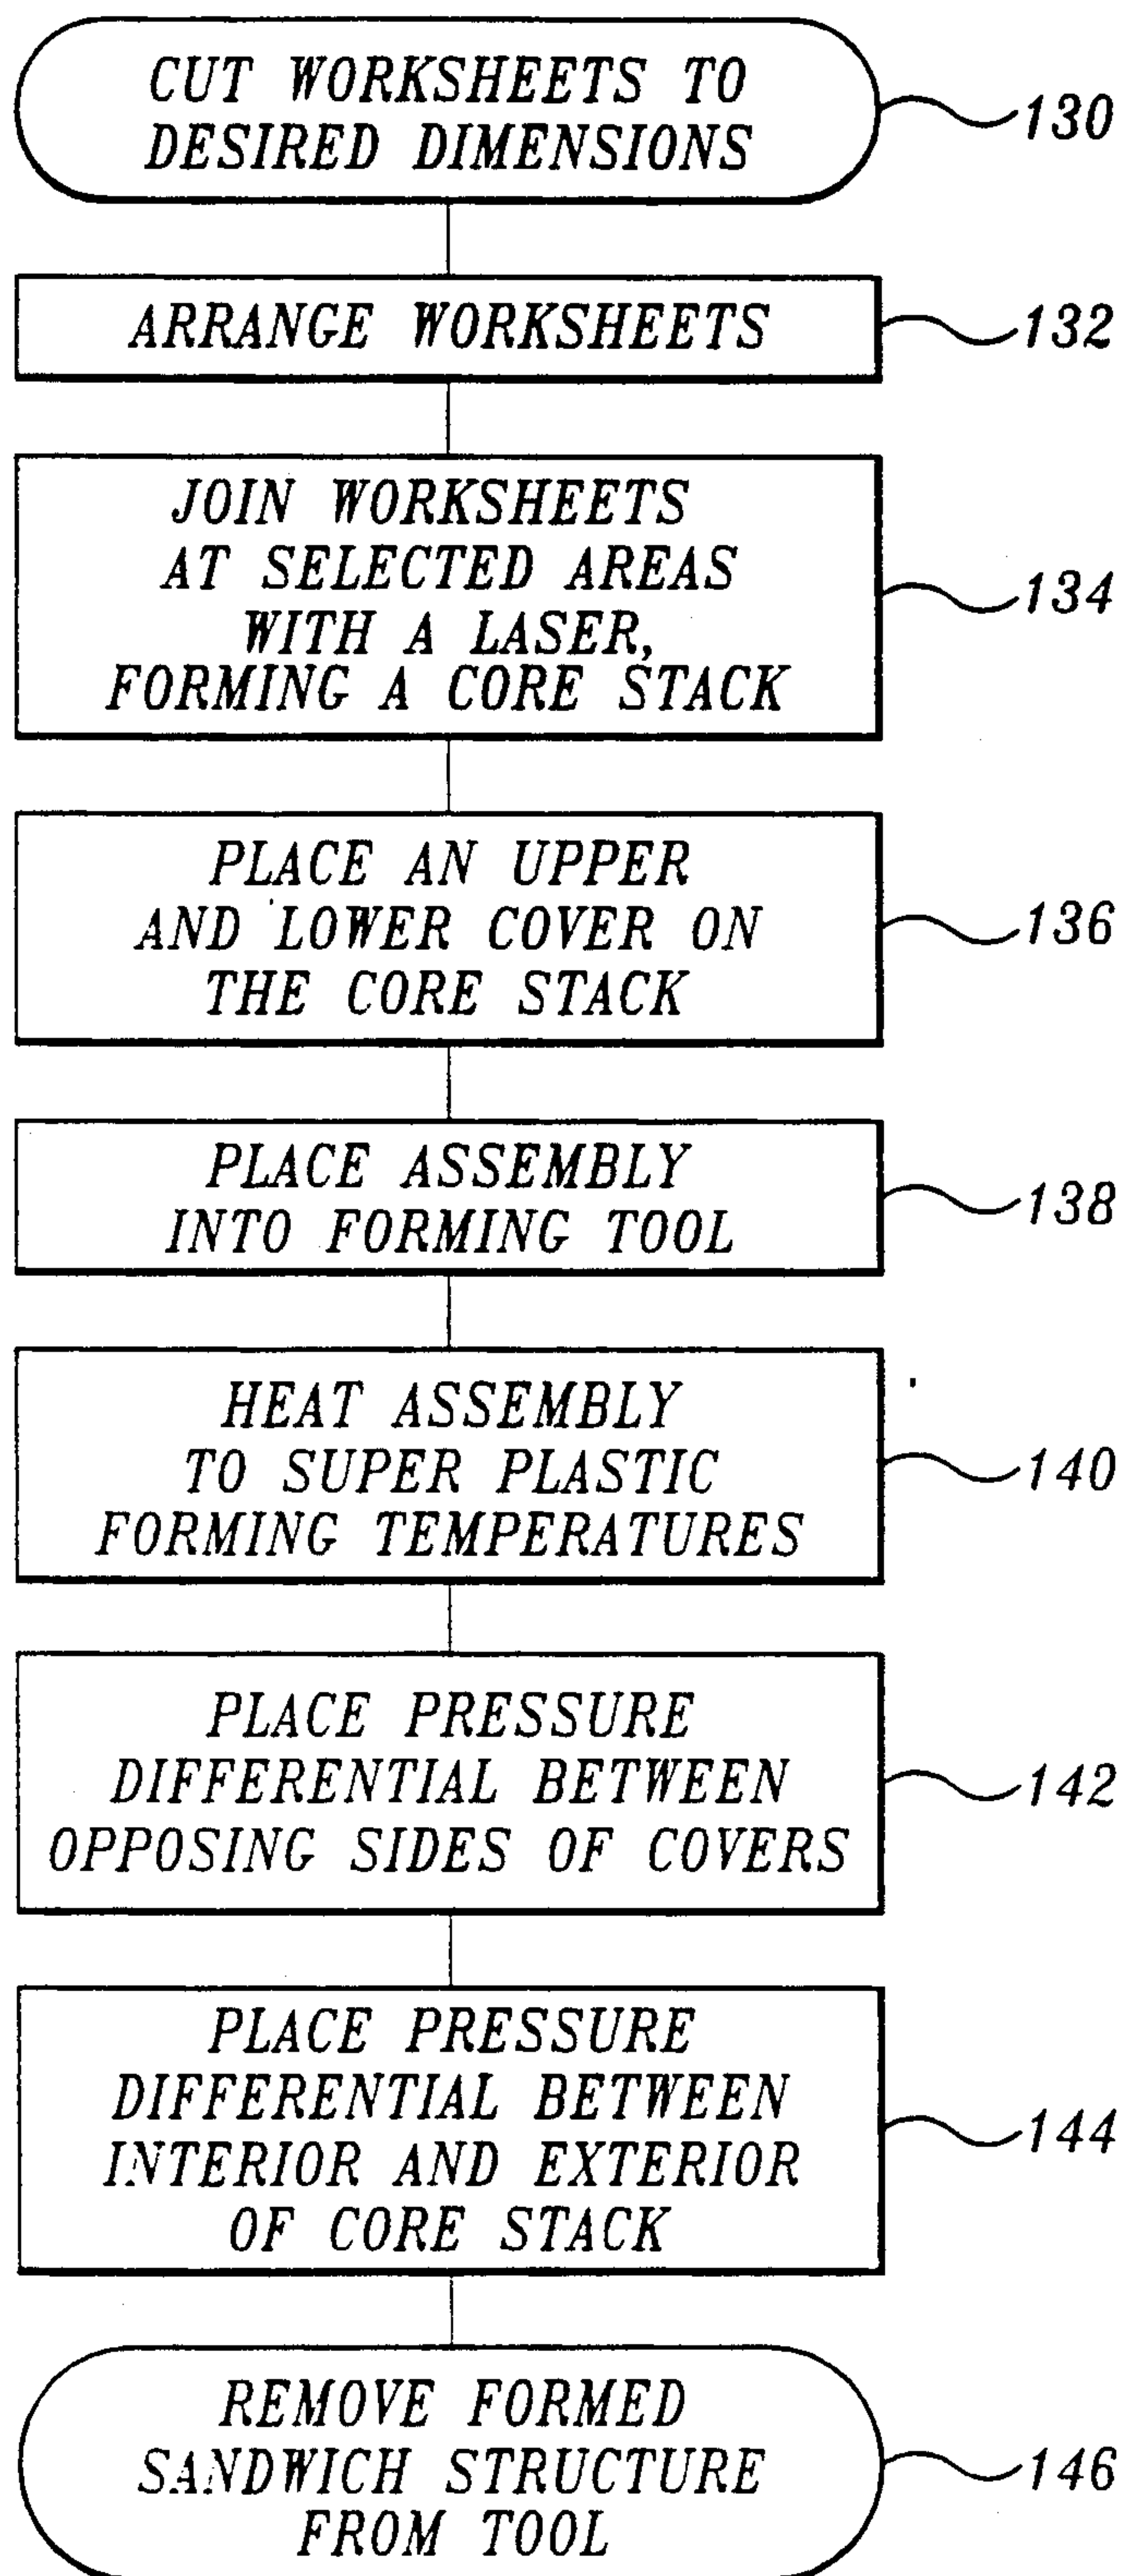 CUT WORKSHEETS TO
DESIRED DIMENSIONS
130
ARRANGE WORKSHEETS
132
JOIN WORKSHEETS
AT SELECTED AREAS
WITH A LASER,
FORMING A CORE STACK
134
PLACE AN UPPER
AND LOWER COVER ON
THE CORE STACK
136
PLACE ASSEMBLY
INTO FORMING TOOL
138
HEAT ASSEMBLY
TO SUPER PLASTIC
FORMING TEMPERATURES
140
PLACE PRESSURE
DIFFERENTIAL BETWEEN
OPPOSING SIDES OF COVERS
142
PLACE PRESSURE
DIFFERENTIAL BETWEEN
INTERIOR AND EXTERIOR
OF CORE STACK
144
REMOVE FORMED
SANDWICH STRUCTURE
FROM TOOL
146